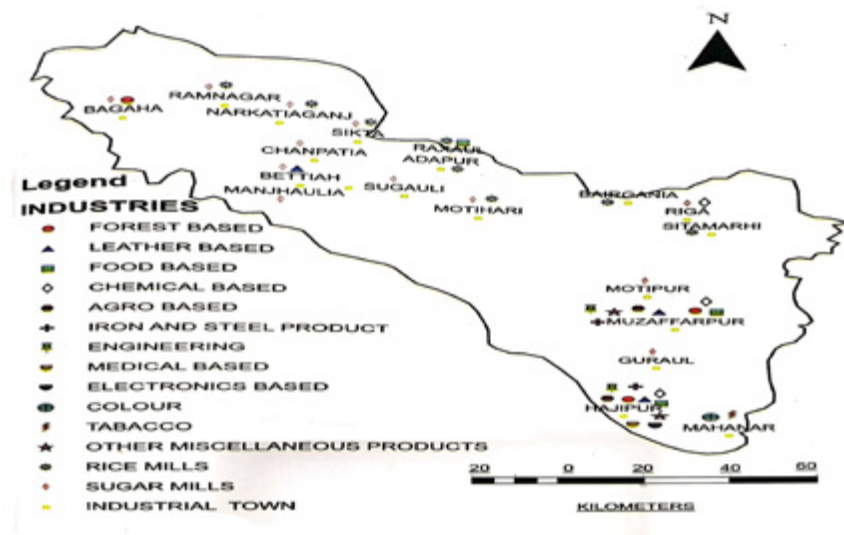 N
RAMNAGAR
BAGAHA
NARKATIAGANJ
SIKTA
RAXAUL
CHANPATIA
ADAPUR
BETTIAH
MANJHAULIA
SUGAULI
MOTIHARI
BAIRGANIA
RIGA
SITAMARHI
MOTIPUR
MUZAFFARPUR
GURAUL
HAJIPUR
MAHANAR
Legend
INDUSTRIES
FOREST BASED
LEATHER BASED
FOOD BASED
CHEMICAL BASED
AGRO BASED
IRON AND STEEL PRODUCT
ENGINEERING
MEDICAL BASED
ELECTRONICS BASED
COLOUR
TABACCO
OTHER MISCELLANEOUS PRODUCTS
RICE MILLS
SUGAR MILLS
INDUSTRIAL TOWN
20 0 20 40 60
KILOMETERS